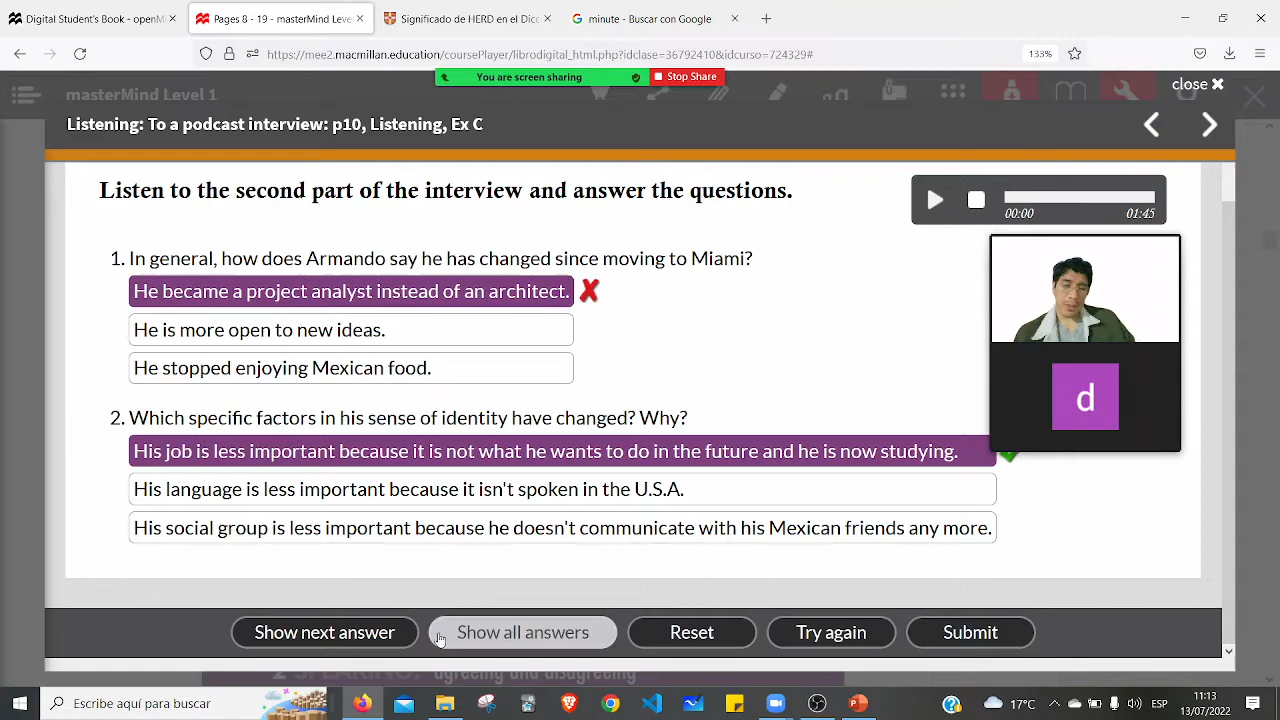 Digital Student's Book - openMi
Pages 8 - 19 - masterMind Leve
Significado de HERD en el Dicc
minute - Buscar con Google
https://mee2.macmillan.education/coursePlayer/librodigital_html.php?idclase=36792410&idcurso=724329#
133%
You are screen sharing
Stop Share
masterMind Level 1
close
Listening: To a podcast interview: p10, Listening, Ex C
Listen to the second part of the interview and answer the questions.
00:00
01:45
1. In general, how does Armando say he has changed since moving to Miami?
He became a project analyst instead of an architect.
He is more open to new ideas.
He stopped enjoying Mexican food.
d
2. Which specific factors in his sense of identity have changed? Why?
His job is less important because it is not what he wants to do in the future and he is now studying.
His language is less important because it isn't spoken in the U.S.A.
His social group is less important because he doesn't communicate with his Mexican friends any more.
Show next answer
Show all answers
Reset
Try again
Submit
2 SPEAKING: agreeing and disagreeing
Escribe aquí para buscar
17°C
ESP
11:13
13/07/2022